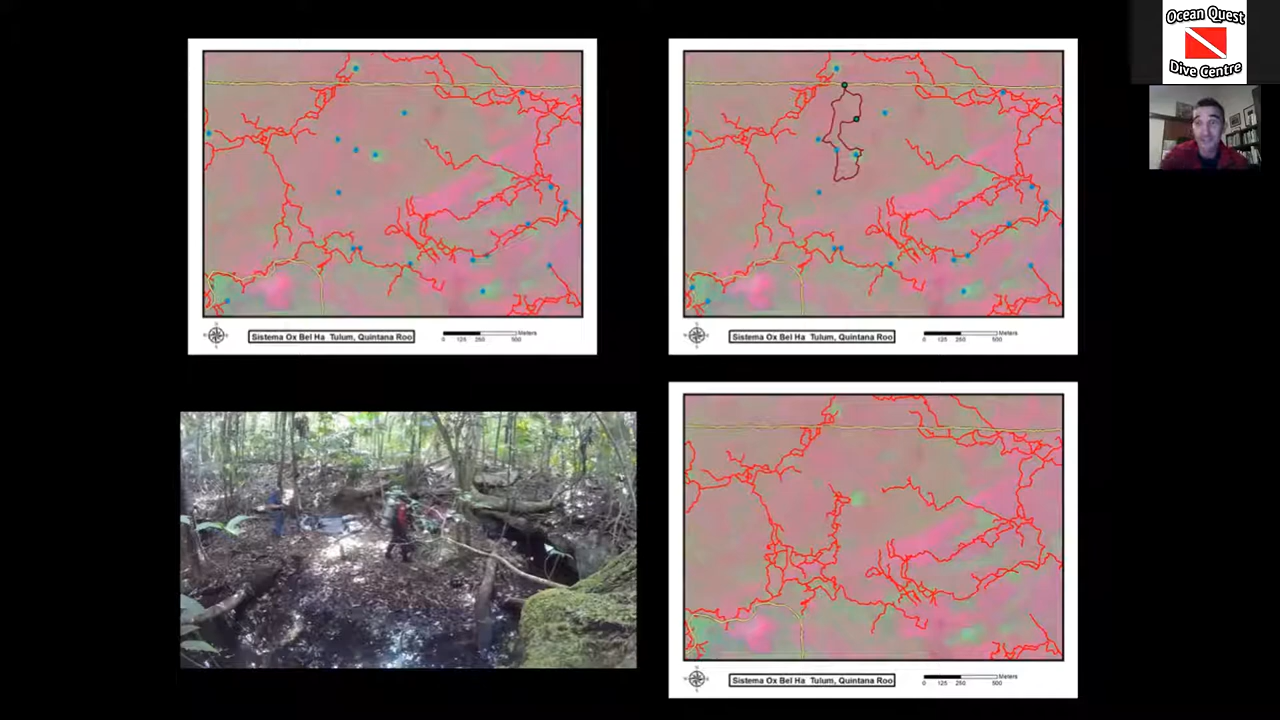 Ocean Quest
Dive Centre
Sistema Ox Bel Ha Tulum, Quintana Roo
Meters
0 125 250 500
Sistema Ox Bel Ha Tulum, Quintana Roo
Meters
0 125 250 500
Sistema Ox Bel Ha Tulum, Quintana Roo
Meters
0 125 250 500